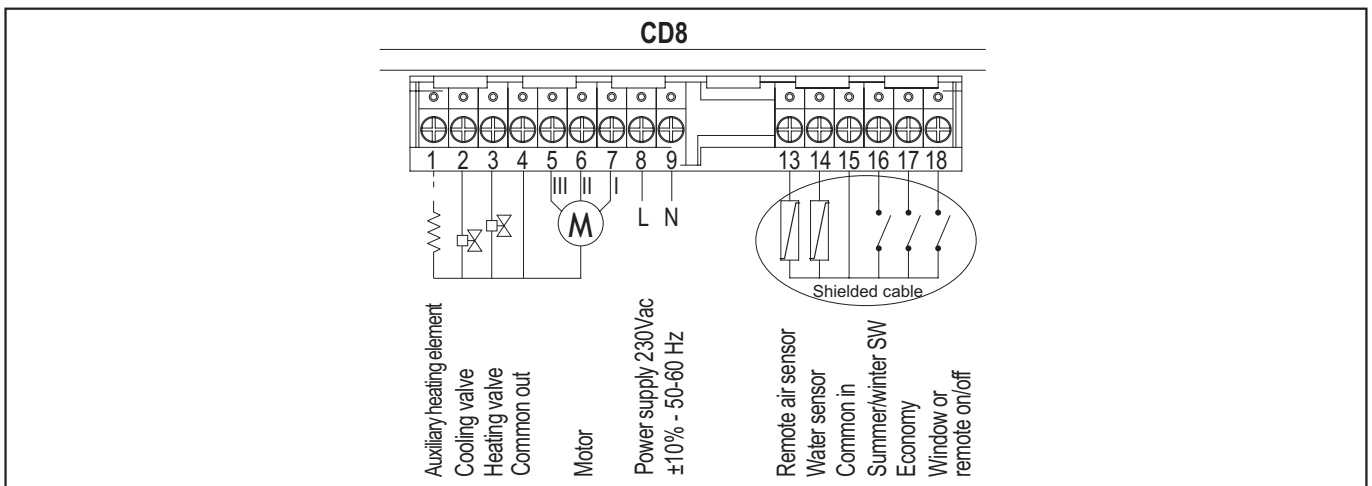 CD8
1 2 3 4 5 6 7 8 9 13 14 15 16 17 18
III II I
M
L N
Shielded cable
Auxiliary heating element
Cooling valve
Heating valve
Common out
Motor
Power supply 230Vac
±10% - 50-60 Hz
Remote air sensor
Water sensor
Common in
Summer/winter SW
Economy
Window or
remote on/off